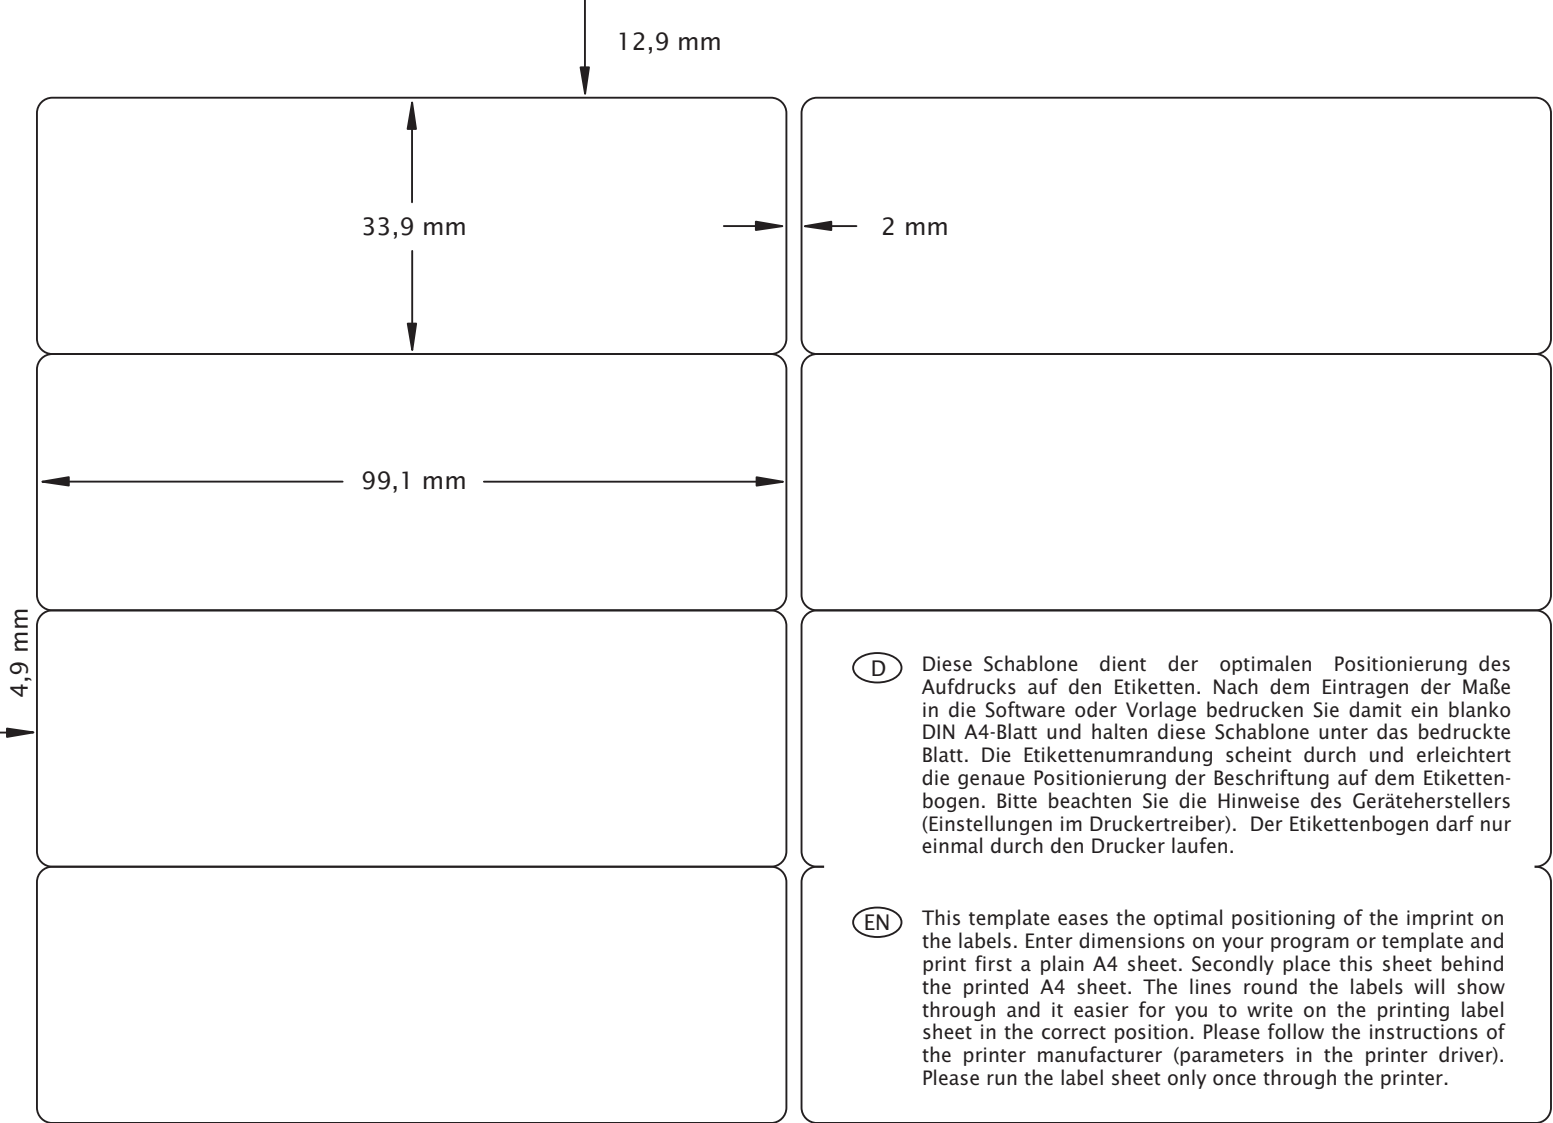 12,9 mm
33,9 mm
2 mm
99,1 mm
4,9 mm
D
Diese Schablone dient der optimalen Positionierung des
Aufdrucks auf den Etiketten. Nach dem Eintragen der Maße
in die Software oder Vorlage bedrucken Sie damit ein blanko
DIN A4-Blatt und halten diese Schablone unter das bedruckte
Blatt. Die Etikettenumrandung scheint durch und erleichtert
die genaue Positionierung der Beschriftung auf dem Etiketten-
bogen. Bitte beachten Sie die Hinweise des Geräteherstellers
(Einstellungen im Druckertreiber). Der Etikettenbogen darf nur
einmal durch den Drucker laufen.
EN
This template eases the optimal positioning of the imprint on
the labels. Enter dimensions on your program or template and
print first a plain A4 sheet. Secondly place this sheet behind
the printed A4 sheet. The lines round the labels will show
through and it easier for you to write on the printing label
sheet in the correct position. Please follow the instructions of
the printer manufacturer (parameters in the printer driver).
Please run the label sheet only once through the printer.